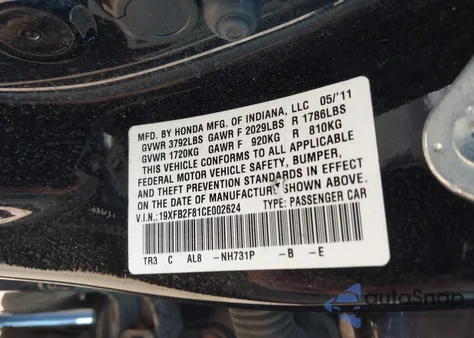 MFD. BY HONDA MFG. OF INDIANA, LLC 05/'11
GVWR 3792LBS GAWR F 2029LBS R 1786LBS
GVWR 1720KG GAWR F 920KG R 810KG
THIS VEHICLE CONFORMS TO ALL APPLICABLE
FEDERAL MOTOR VEHICLE SAFETY, BUMPER,
AND THEFT PREVENTION STANDARDS IN EFFECT
ON THE DATE OF MANUFACTURE SHOWN ABOVE.
V.I.N.:19XFB2F81CE002624 TYPE: PASSENGER CAR
TR3 C AL8 -NH731P -B -E
autoSnap